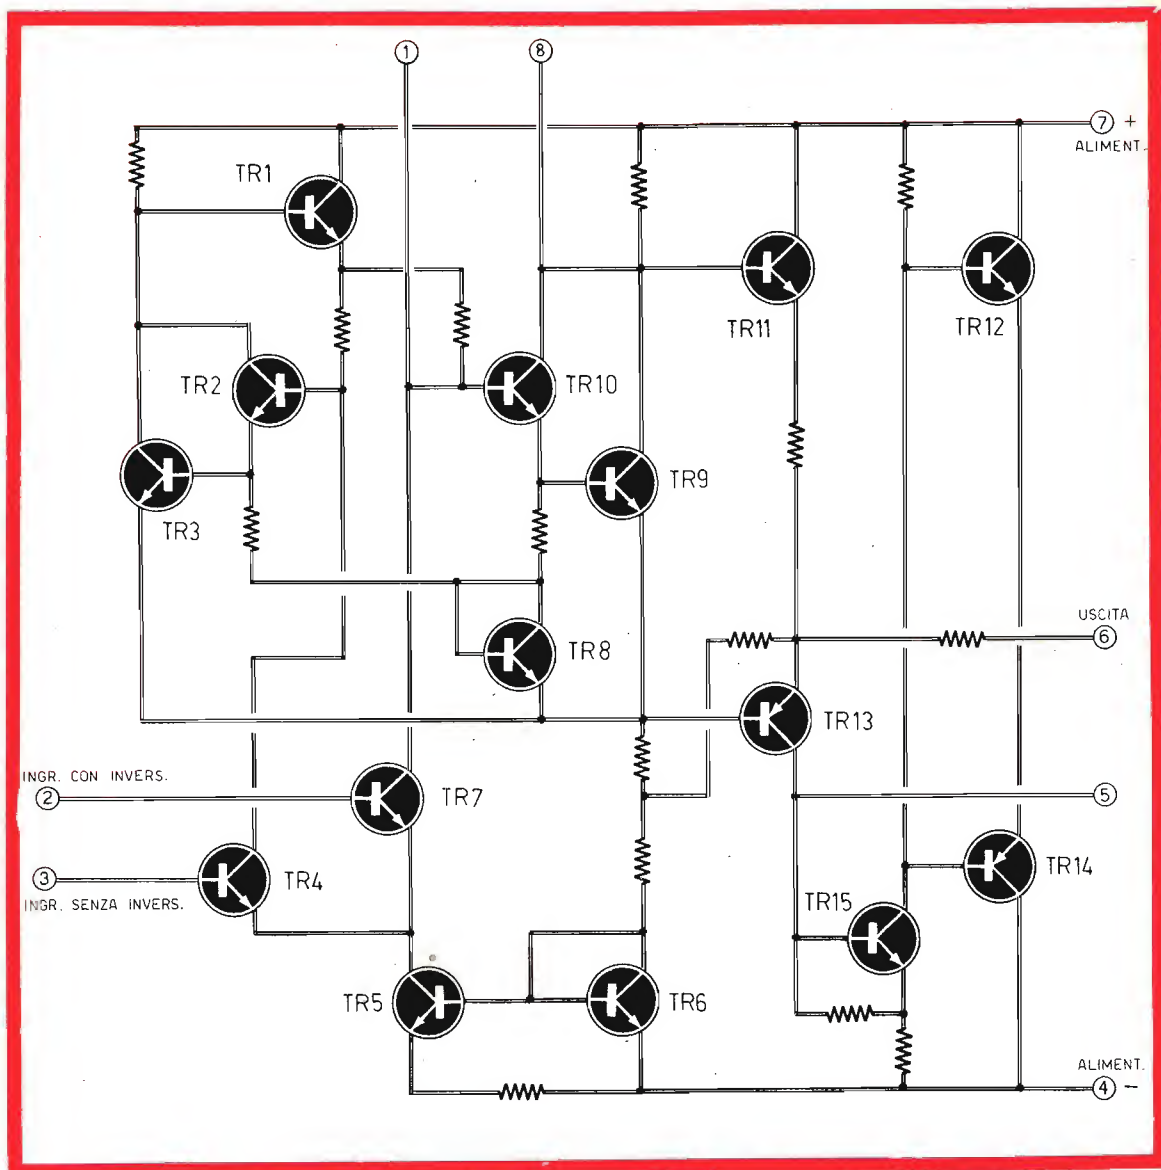 1
8
7 +
ALIMENT.
TR1
TR11
TR12
TR2
TR10
TR9
TR3
USCITA
6
TR8
TR13
INGR. CON INVERS.
2
TR7
5
3
TR4
INGR. SENZA INVERS.
TR14
TR15
TR5
TR6
ALIMENT.
4 −